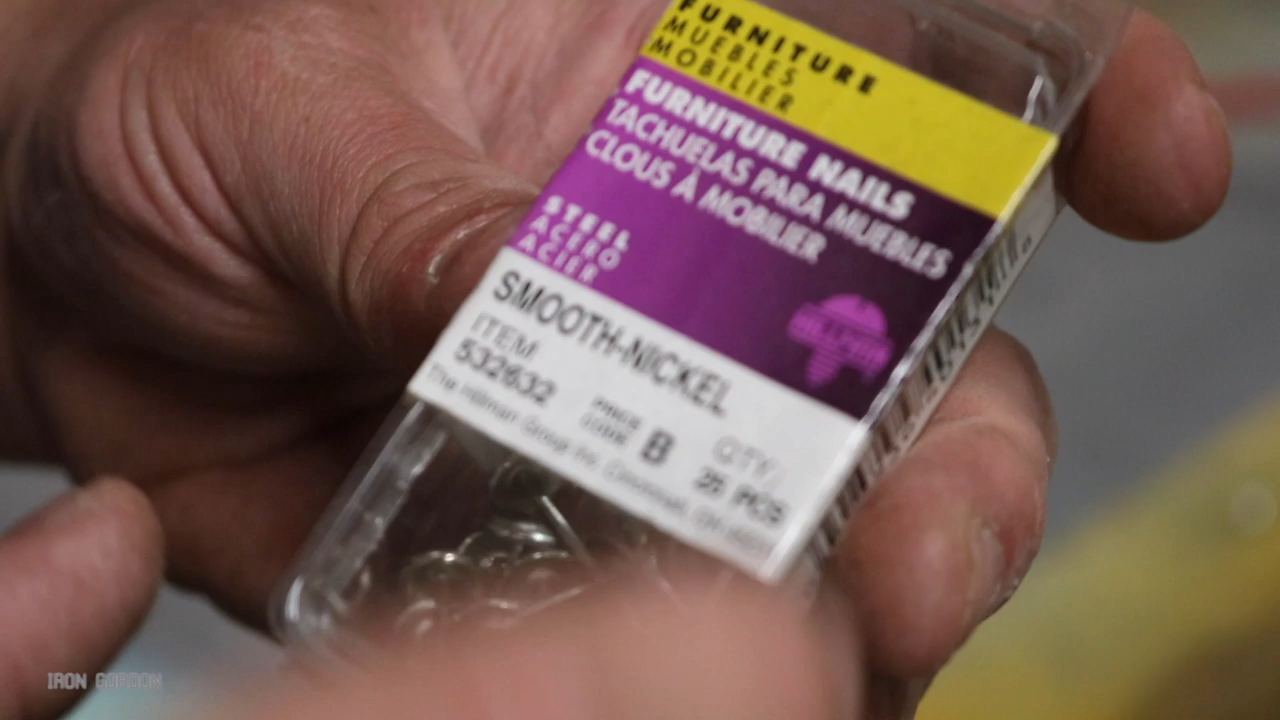 FURNITURE
MUEBLES
MOBILIER
FURNITURE NAILS
TACHUELAS PARA MUEBLES
CLOUS À MOBILIER
STEEL
ACERO
ACIER
HILLMAN
SMOOTH-NICKEL
ITEM
532632
PRICE
CODE B
QTY.
25 PCS
The Hillman Group Inc. Cincinnati, OH
IRON GORDON